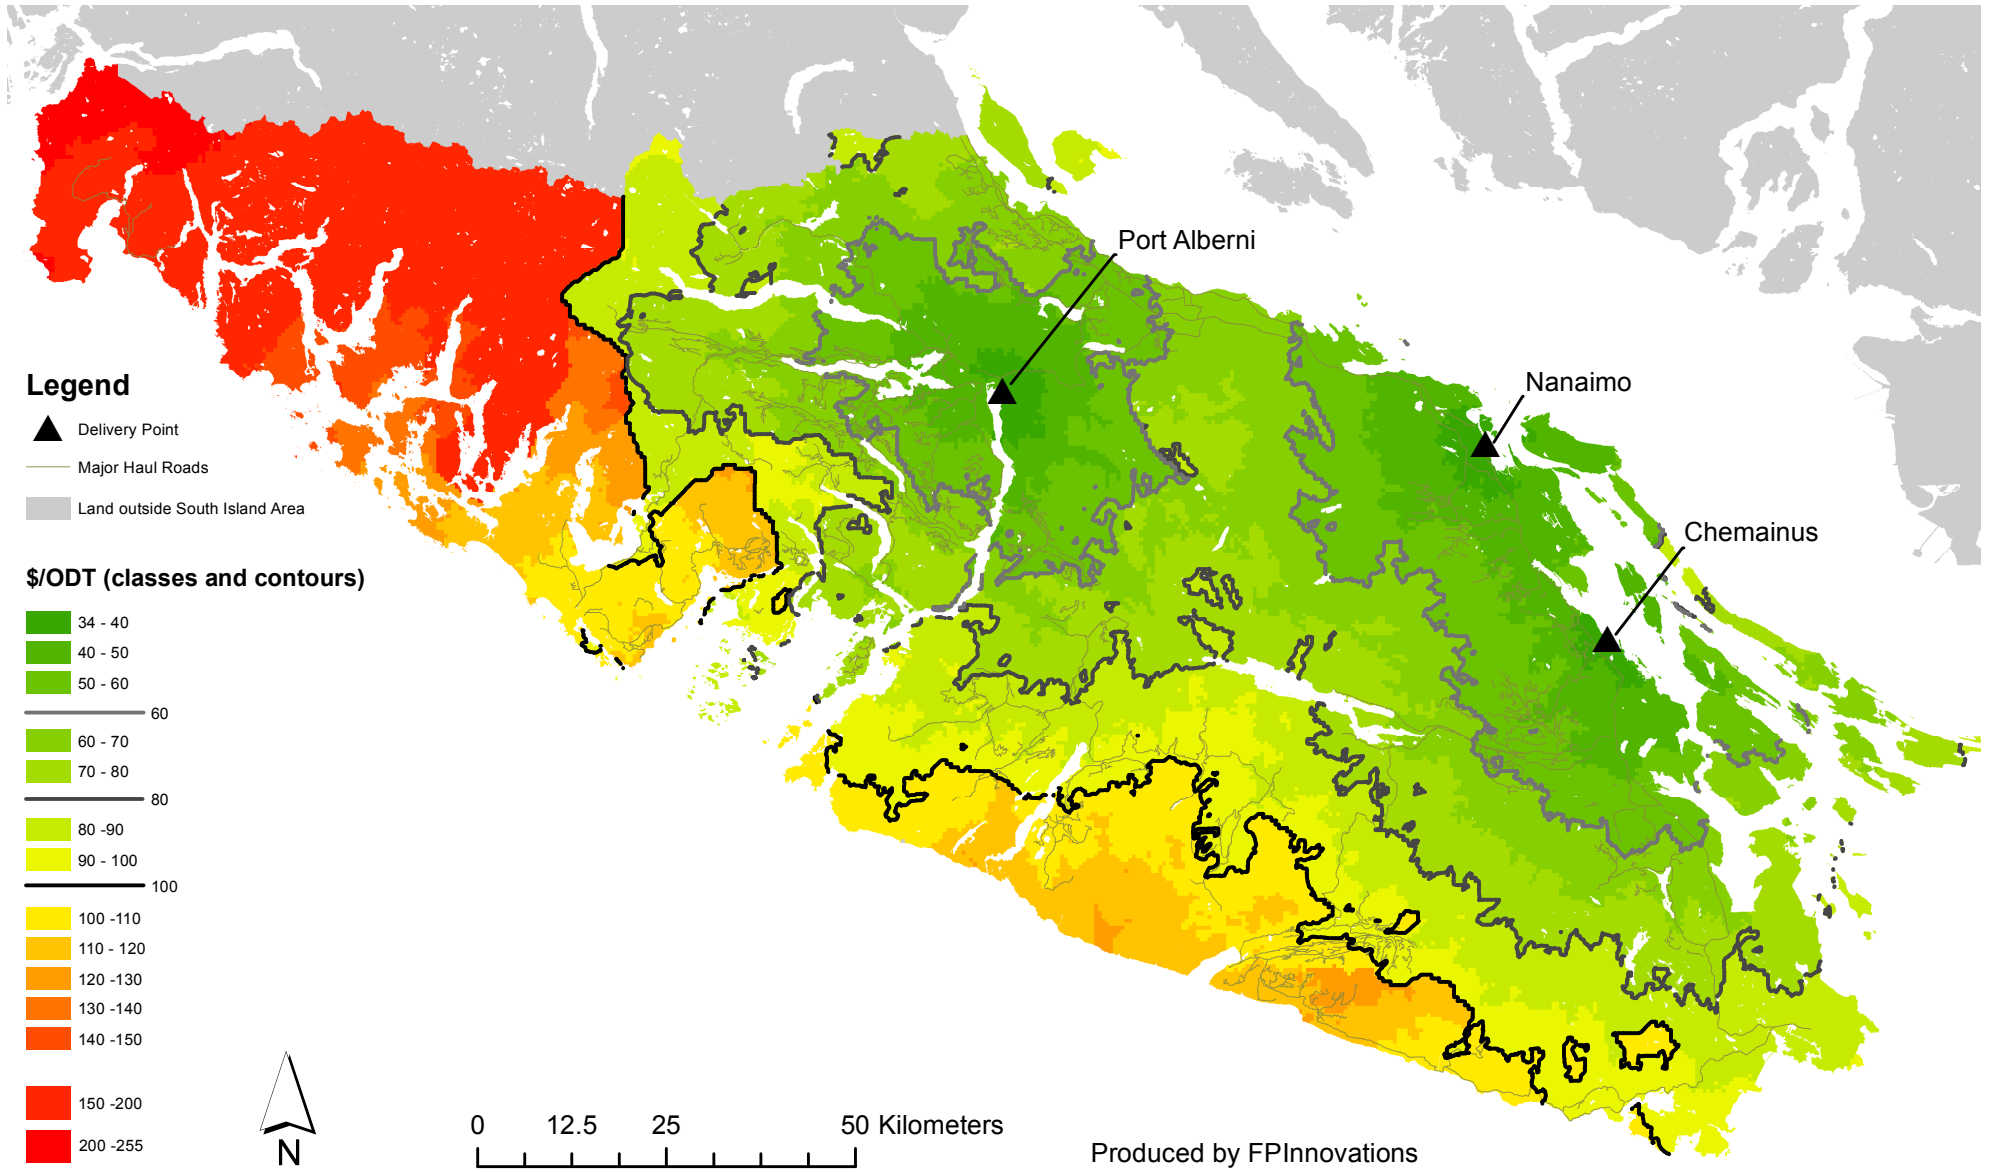 Port Alberni
Nanaimo
Chemainus
Legend
Delivery Point
Major Haul Roads
Land outside South Island Area
$/ODT (classes and contours)
34 - 40
40 - 50
50 - 60
60
60 - 70
70 - 80
80
80 -90
90 - 100
100
100 -110
110 - 120
120 -130
130 -140
140 -150
150 -200
200 -255
N
0 12.5 25 50 Kilometers
Produced by FPInnovations